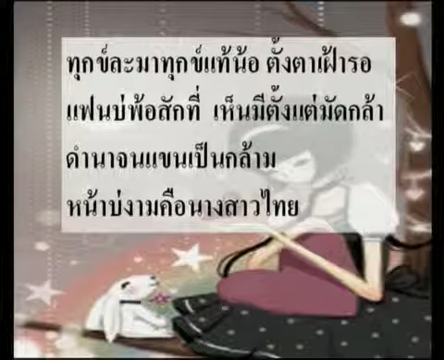 ทุกข์ละมาทุกข์แท้น้อ ตั้งตาเฝ้ารอ
แฟนบ่พ้อสักที่ เห็นมีตั้งแต่มัดกล้า
ดำนาจนแขนเป็นกล้าม
หน้าบ่งามคือนางสาวไทย